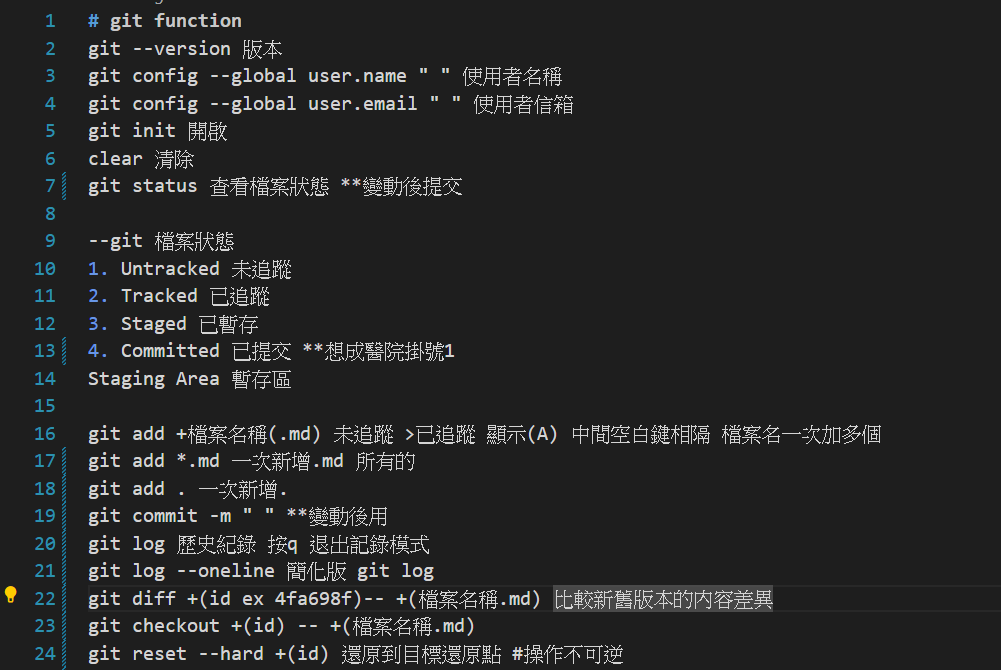 1 # git function
2 git --version 版本
3 git config --global user.name " " 使用者名稱
4 git config --global user.email " " 使用者信箱
5 git init 開啟
6 clear 清除
7 git status 查看檔案狀態 **變動後提交
8
9 --git 檔案狀態
10 1. Untracked 未追蹤
11 2. Tracked 已追蹤
12 3. Staged 已暫存
13 4. Committed 已提交 **想成醫院掛號1
14 Staging Area 暫存區
15
16 git add +檔案名稱(.md) 未追蹤 >已追蹤 顯示(A) 中間空白鍵相隔 檔案名一次加多個
17 git add *.md 一次新增.md 所有的
18 git add . 一次新增.
19 git commit -m " " **變動後用
20 git log 歷史紀錄 按q 退出記錄模式
21 git log --oneline 簡化版 git log
22 git diff +(id ex 4fa698f)-- +(檔案名稱.md) 比較新舊版本的內容差異
23 git checkout +(id) -- +(檔案名稱.md)
24 git reset --hard +(id) 還原到目標還原點 #操作不可逆